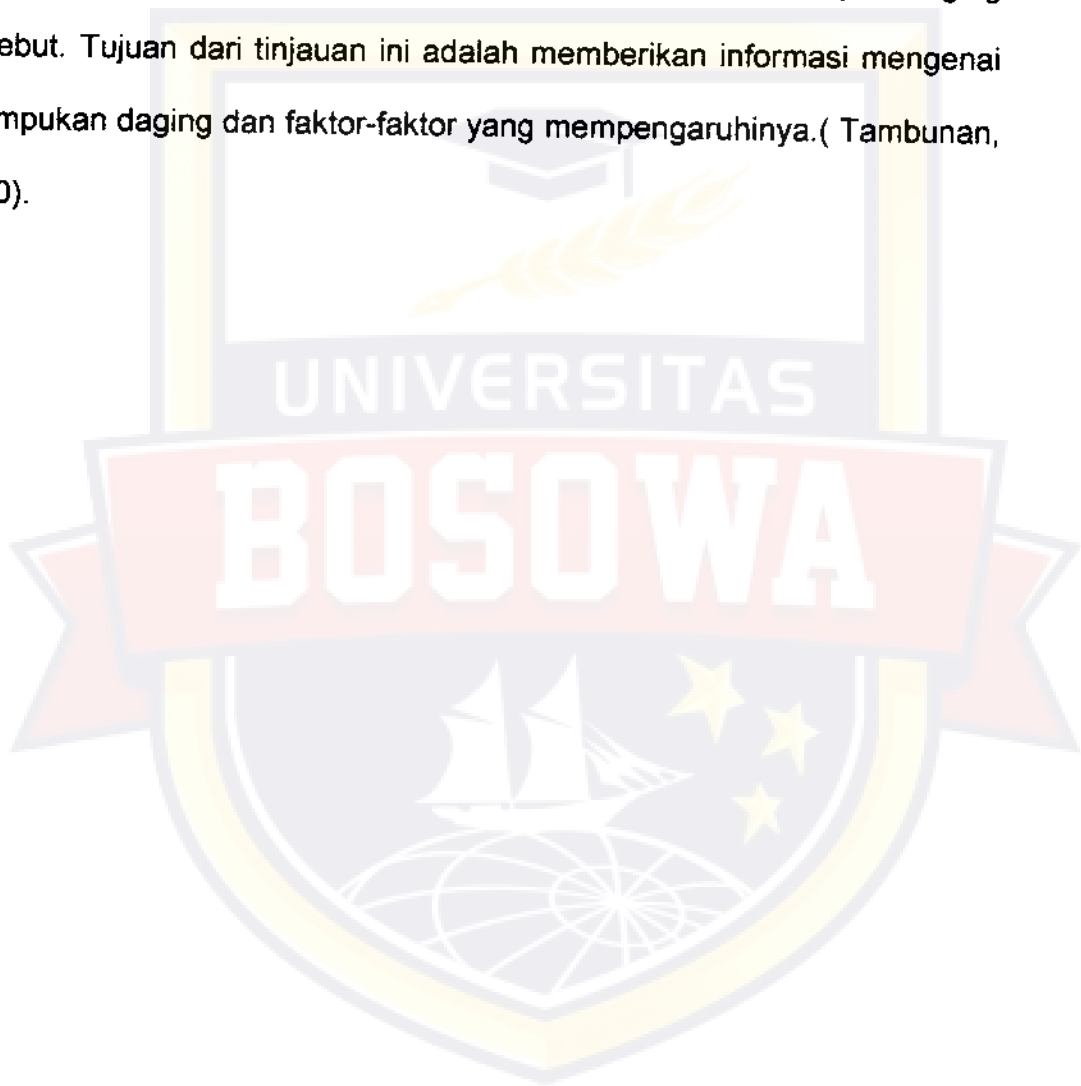 ebut. Tujuan dari tinjauan ini adalah memberikan informasi mengenai
mpukan daging dan faktor-faktor yang mempengaruhinya.( Tambunan,
0).
UNIVERSITAS
BOSOWA